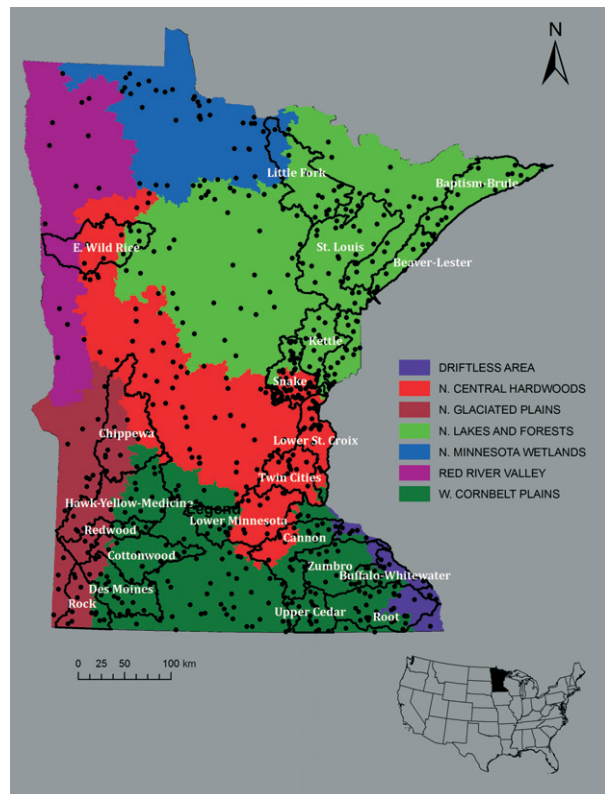 N
Little Fork
Baptism-Brule
E. Wild Rice
St. Louis
Beaver-Lester
Kettle
Snake
DRIFTLESS AREA
N. CENTRAL HARDWOODS
N. GLACIATED PLAINS
N. LAKES AND FORESTS
N. MINNESOTA WETLANDS
RED RIVER VALLEY
W. CORNBELT PLAINS
Chippewa
Lower St. Croix
Twin Cities
Hawk-Yellow-Medicina
Legend
Lower Minnesota
Redwood
Cannon
Cottonwood
Zumbro
Buffalo-Whitewater
Des Moines
Rock
Upper Cedar
Root
0 25 50 100 km